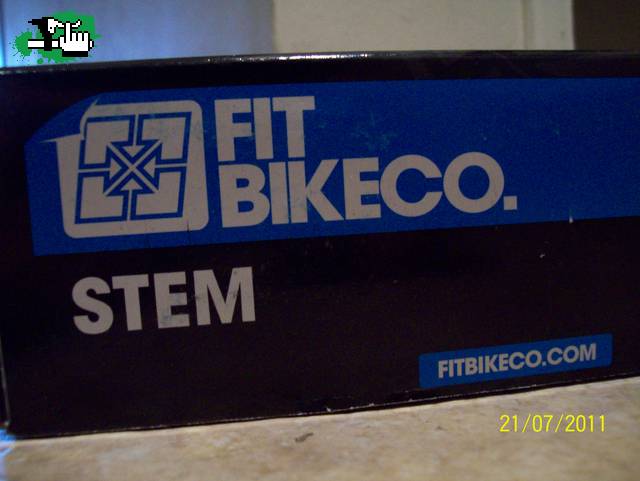 FIT
BIKECO.
STEM
FITBIKECO.COM
21/07/2011